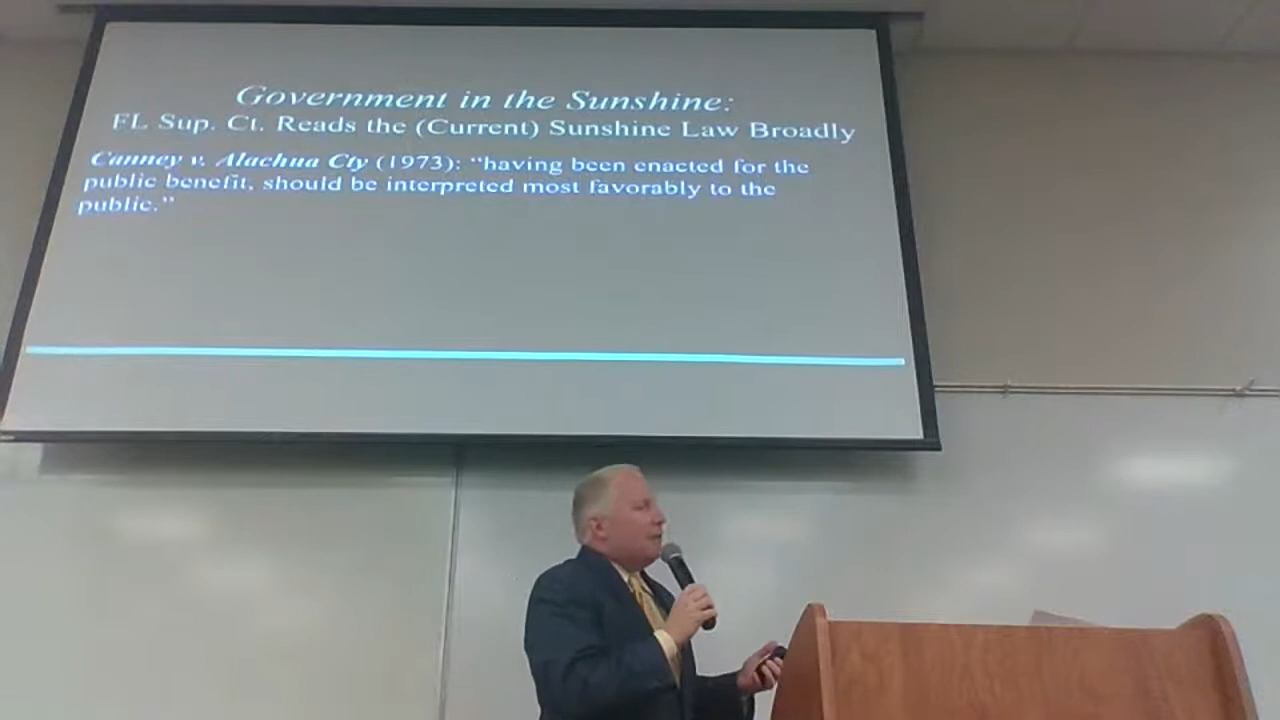 Government in the Sunshine:
FL Sup. Ct. Reads the (Current) Sunshine Law Broadly
Canney v. Alachua Cty (1973): “having been enacted for the
public benefit, should be interpreted most favorably to the
public.”